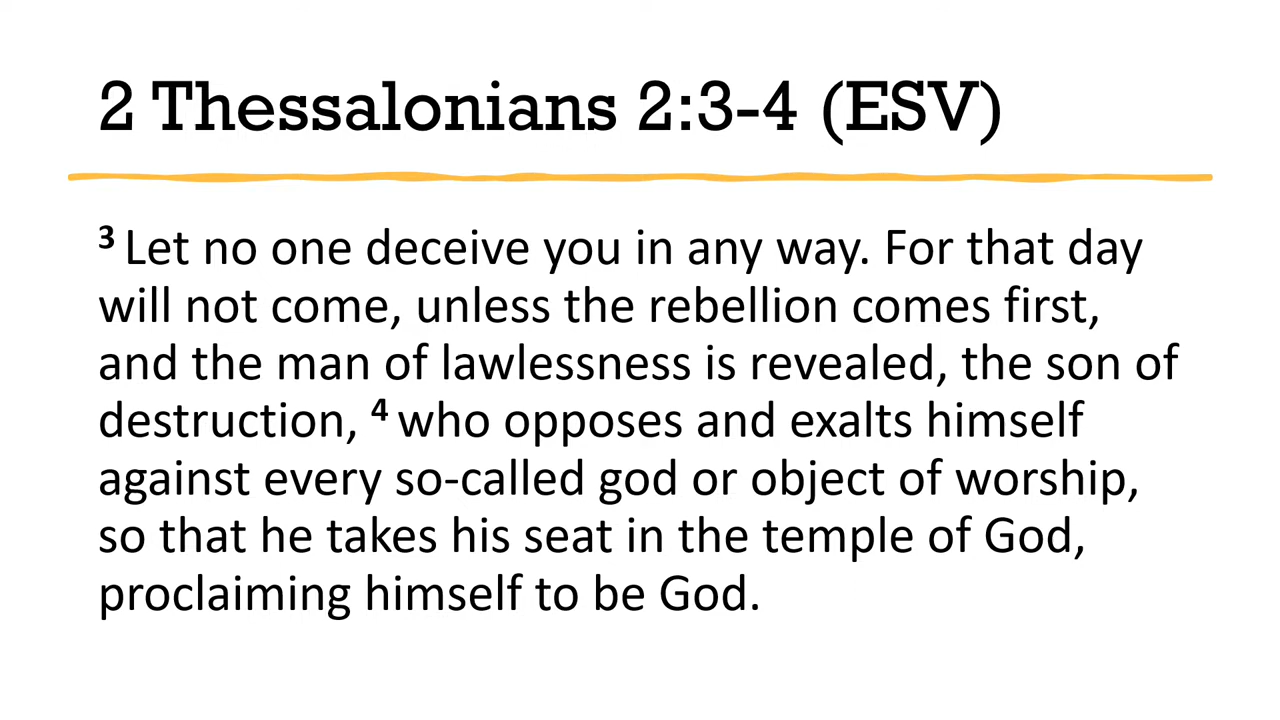 2 Thessalonians 2:3-4 (ESV)
³ Let no one deceive you in any way. For that day
will not come, unless the rebellion comes first,
and the man of lawlessness is revealed, the son of
destruction, ⁴ who opposes and exalts himself
against every so-called god or object of worship,
so that he takes his seat in the temple of God,
proclaiming himself to be God.